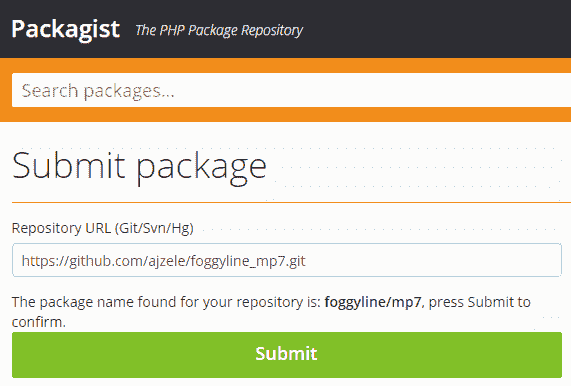 Packagist The PHP Package Repository
Search packages...
Submit package
Repository URL (Git/Svn/Hg)
https://github.com/ajzele/foggyline_mp7.git
The package name found for your repository is: foggyline/mp7, press Submit to
confirm.
Submit